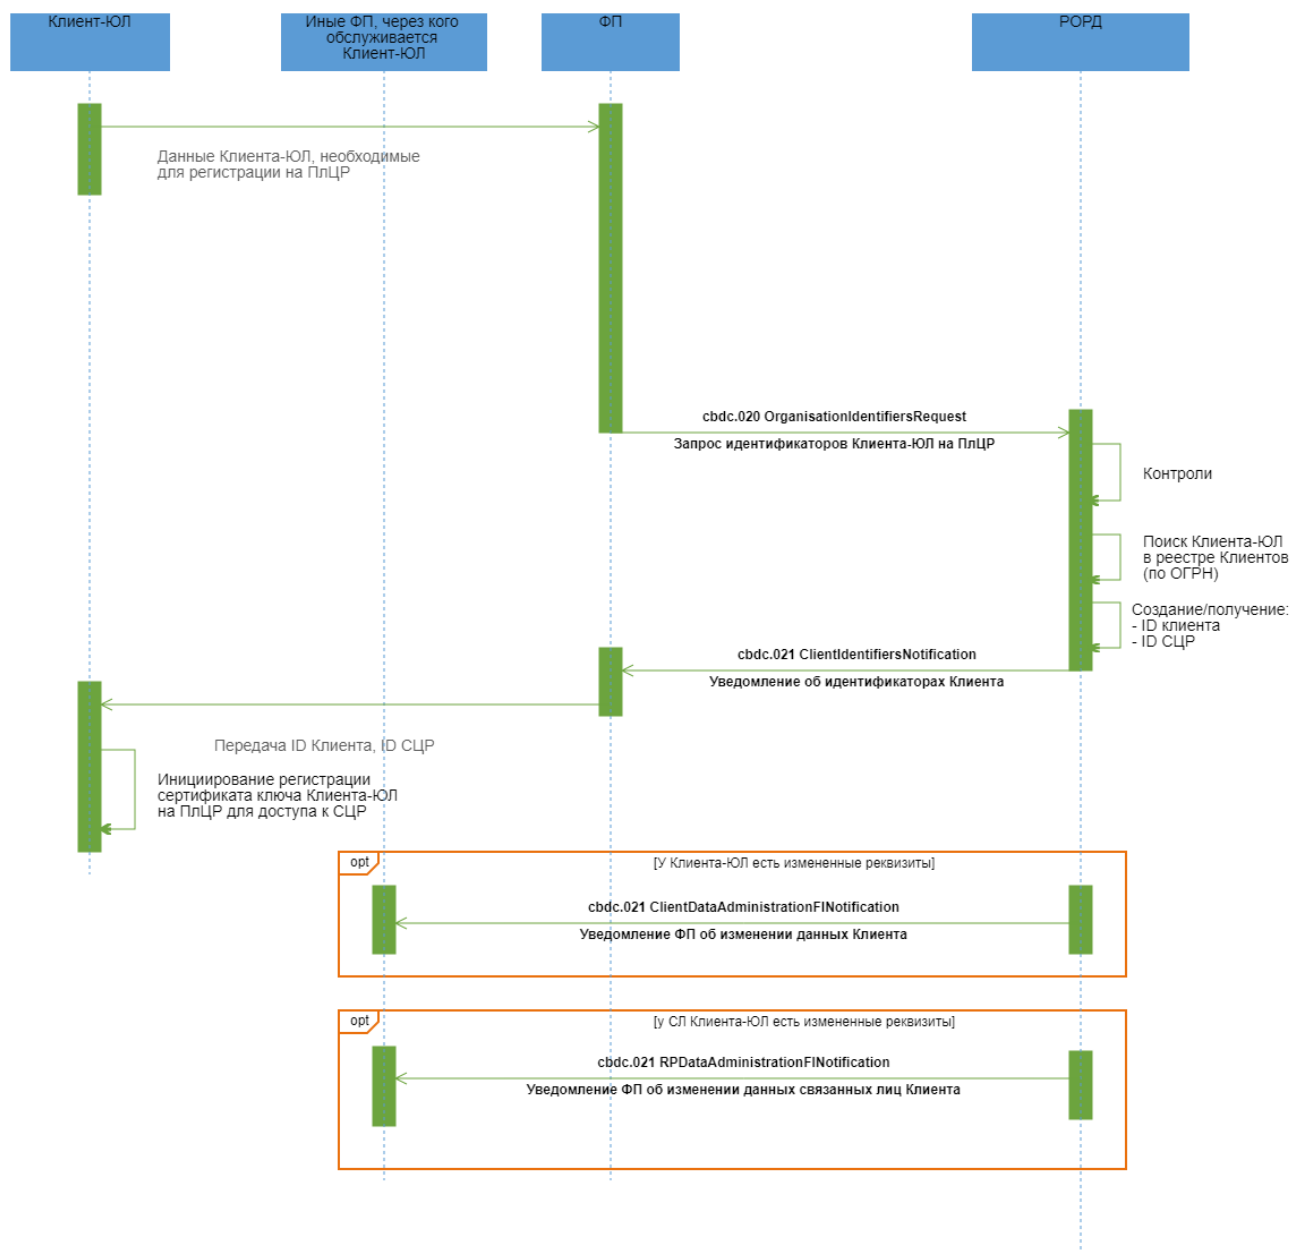 Клиент-ЮЛ
Иные ФП, через кого
обслуживается
Клиент-ЮЛ
ФП
РОРД
Данные Клиента-ЮЛ, необходимые
для регистрации на ПлЦР
cbdc.020 OrganisationIdentifiersRequest
Запрос идентификаторов Клиента-ЮЛ на ПлЦР
Контроли
Поиск Клиента-ЮЛ
в реестре Клиентов
(по ОГРН)
Создание/получение:
- ID клиента
- ID СЦР
cbdc.021 ClientIdentifiersNotification
Уведомление об идентификаторах Клиента
Передача ID Клиента, ID СЦР
Инициирование регистрации
сертификата ключа Клиента-ЮЛ
на ПлЦР для доступа к СЦР
opt
[У Клиента-ЮЛ есть измененные реквизиты]
cbdc.021 ClientDataAdministrationFINotification
Уведомление ФП об изменении данных Клиента
opt
[у СЛ Клиента-ЮЛ есть измененные реквизиты]
cbdc.021 RPDataAdministrationFINotification
Уведомление ФП об изменении данных связанных лиц Клиента